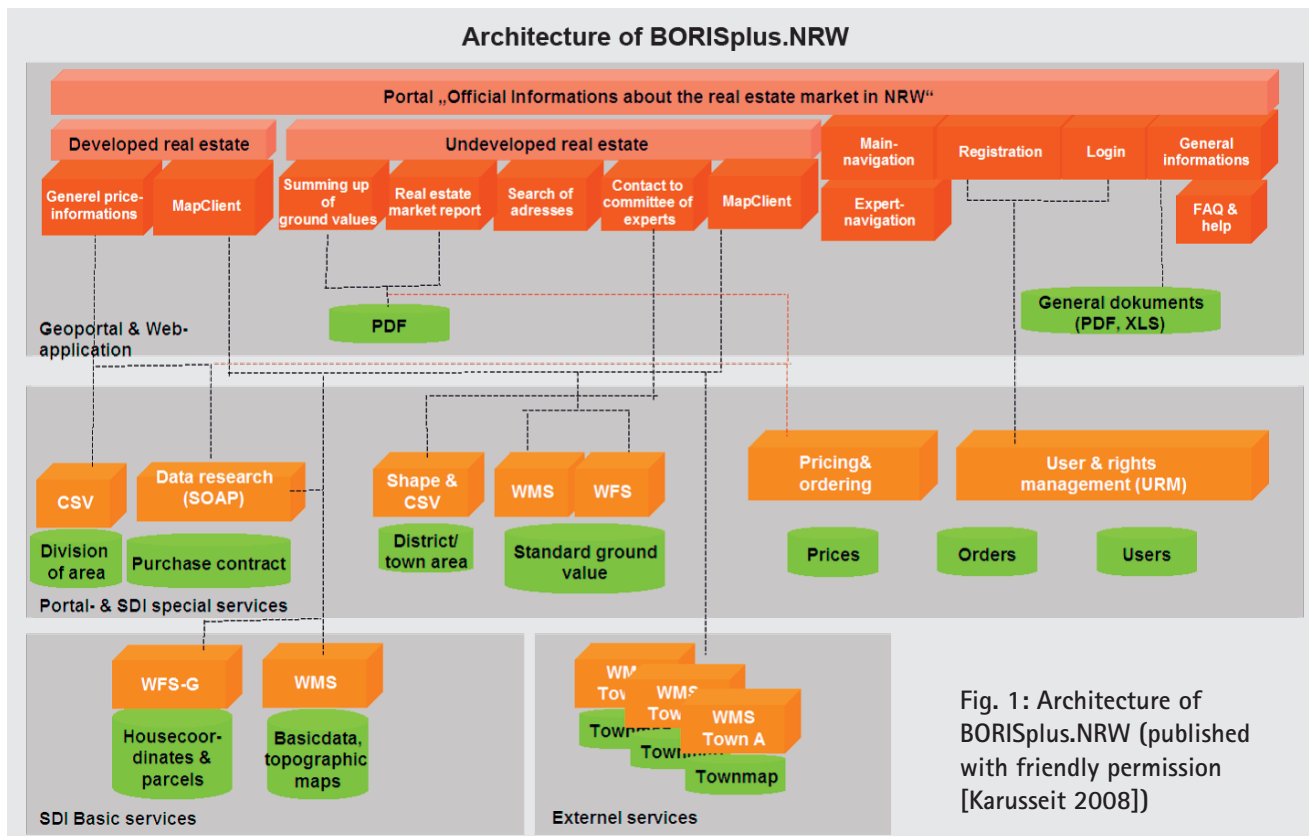 Architecture of BORISplus.NRW
Portal „Official Informations about the real estate market in NRW“
Developed real estate
Undeveloped real estate
Generel price-
informations
MapClient
Summing up
of
ground values
Real estate
market report
Search of
adresses
Contact to
committee of
experts
MapClient
Main-
navigation
Registration
Login
General
informations
Expert-
navigation
FAQ &
help
PDF
General dokuments
(PDF, XLS)
Geoportal & Web-
application
CSV
Data research
(SOAP)
Shape &
CSV
WMS
WFS
Pricing&
ordering
User & rights
management (URM)
Division
of area
Purchase contract
District/
town area
Standard ground
value
Prices
Orders
Users
Portal- & SDI special services
WFS-G
WMS
Housecoor-
dinates &
parcels
Basicdata,
topographic
maps
SDI Basic services
WM
Tow
Townmap
WMS
Tow
Townm
WMS
Town A
Townmap
Externel services
Fig. 1: Architecture of
BORISplus.NRW (published
with friendly permission
[Karusseit 2008])